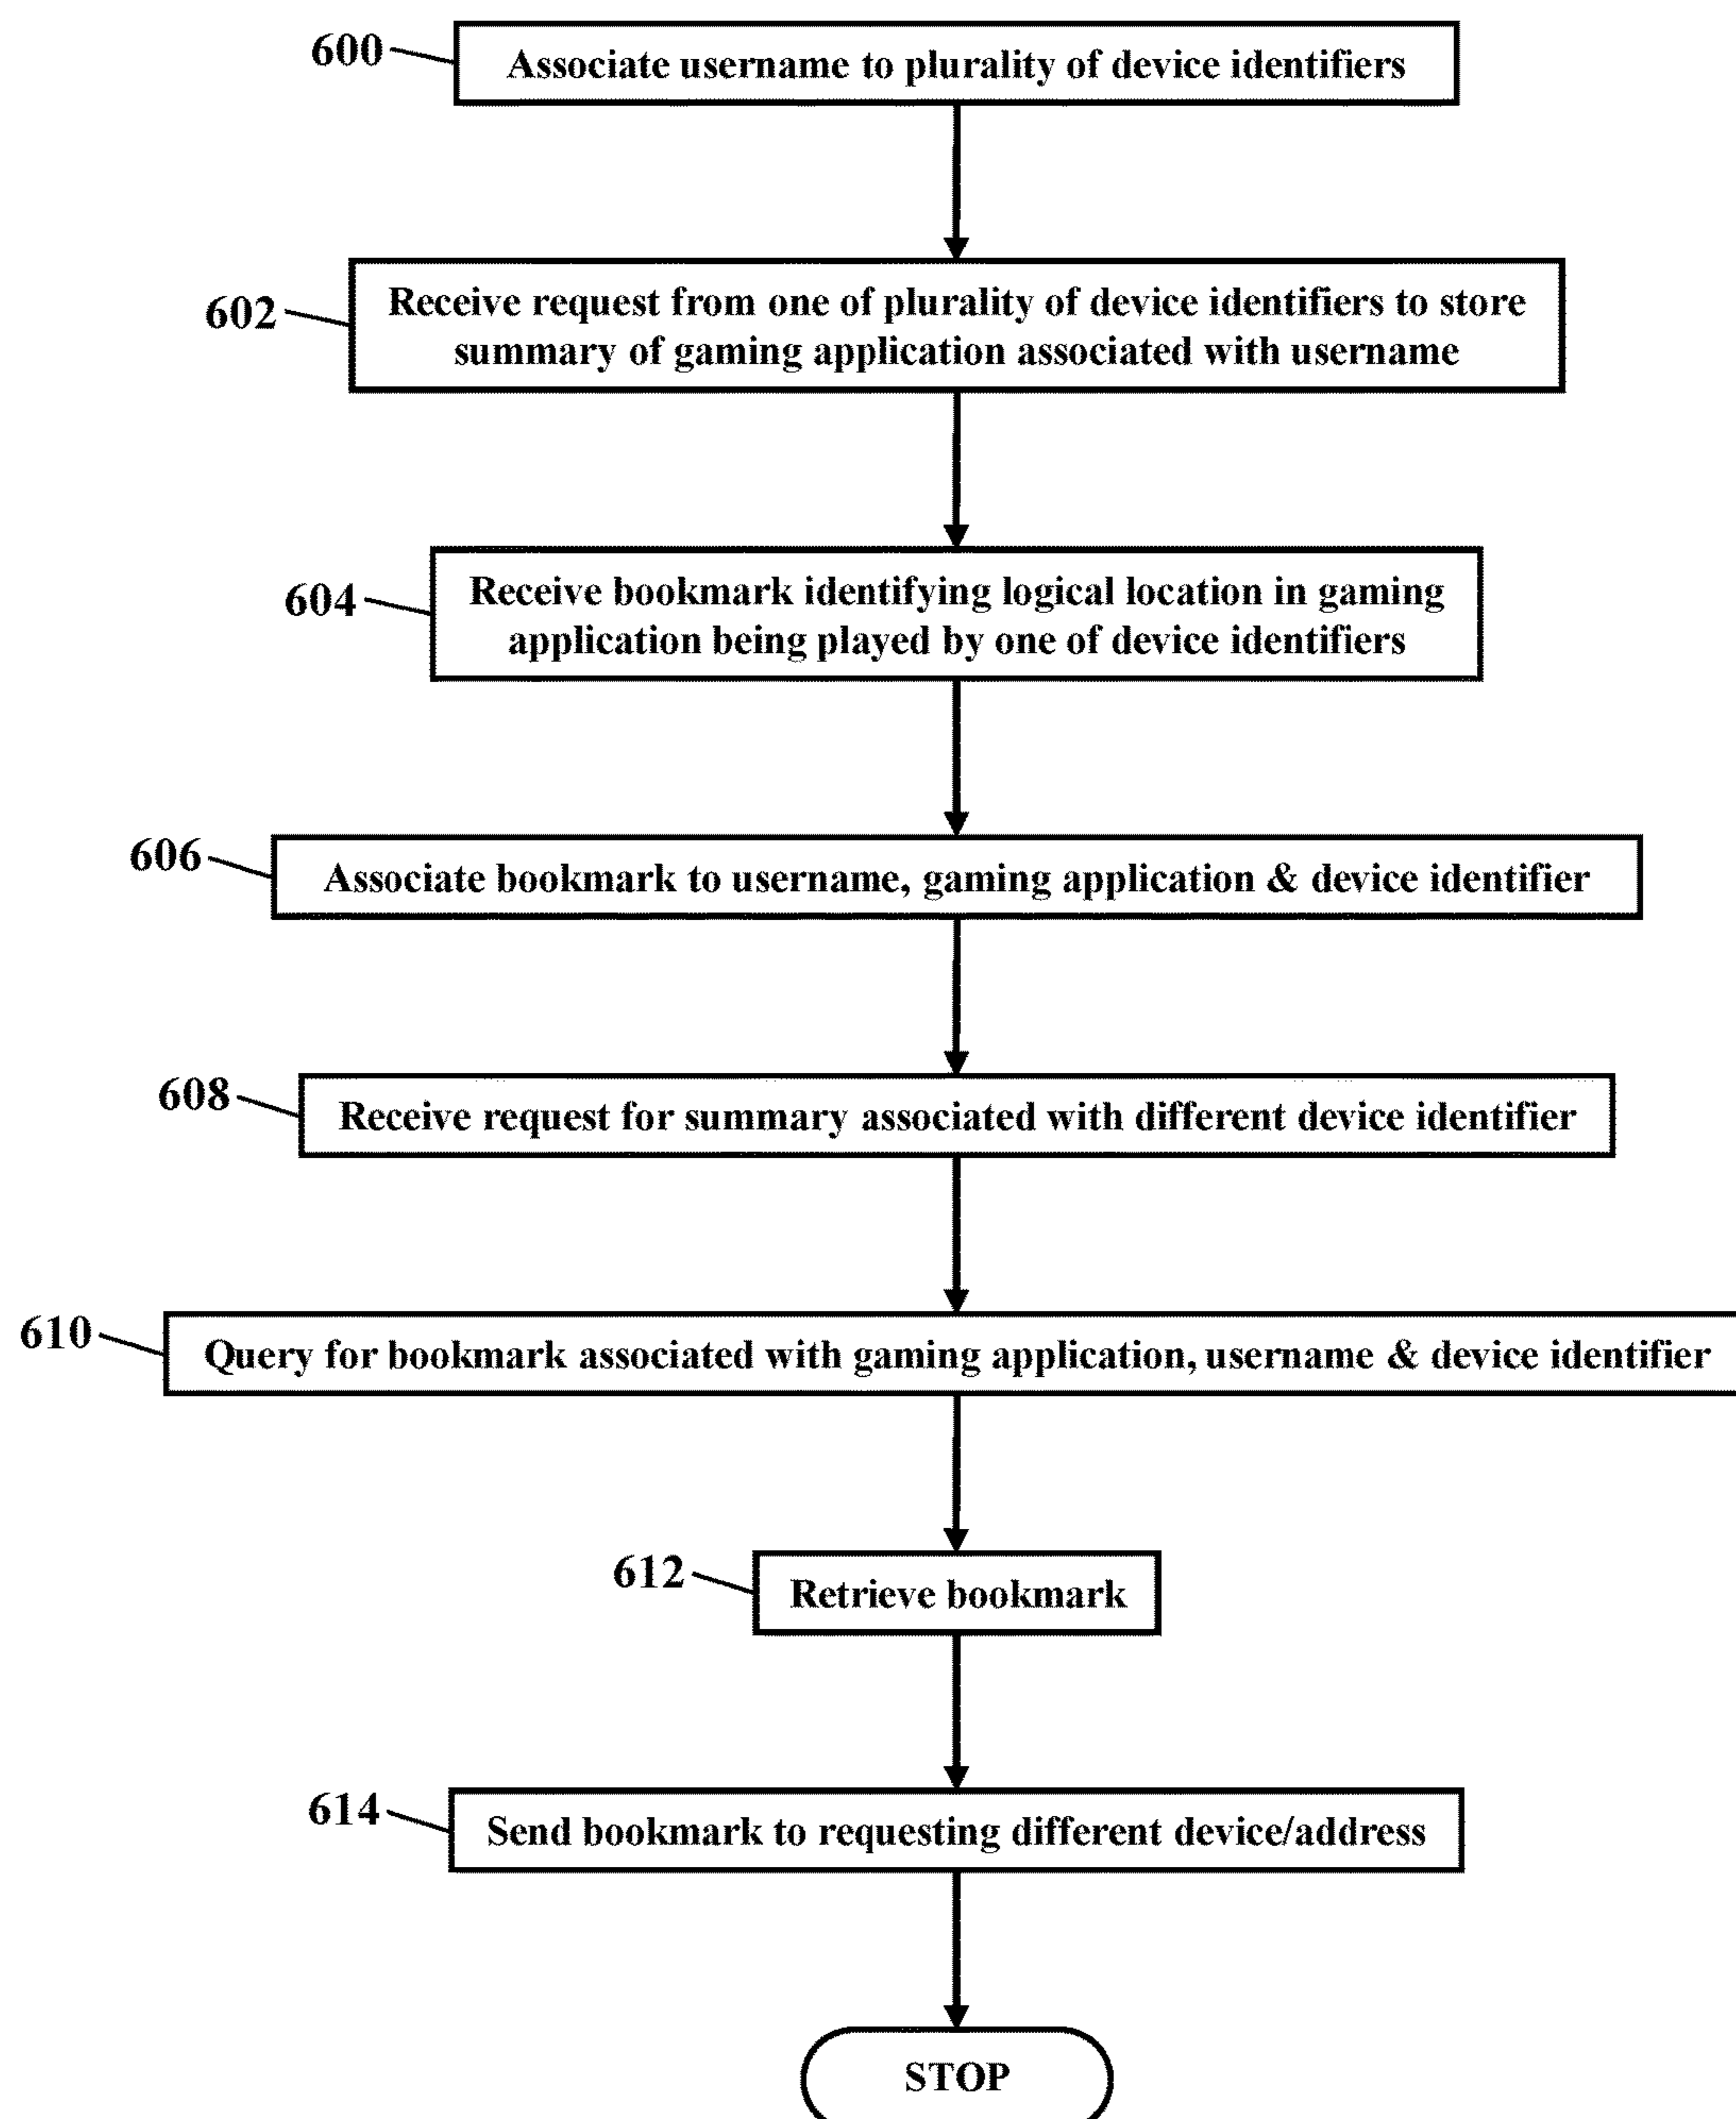 600
Associate username to plurality of device identifiers
602
Receive request from one of plurality of device identifiers to store
summary of gaming application associated with username
604
Receive bookmark identifying logical location in gaming
application being played by one of device identifiers
606
Associate bookmark to username, gaming application & device identifier
608
Receive request for summary associated with different device identifier
610
Query for bookmark associated with gaming application, username & device identifier
612
Retrieve bookmark
614
Send bookmark to requesting different device/address
STOP